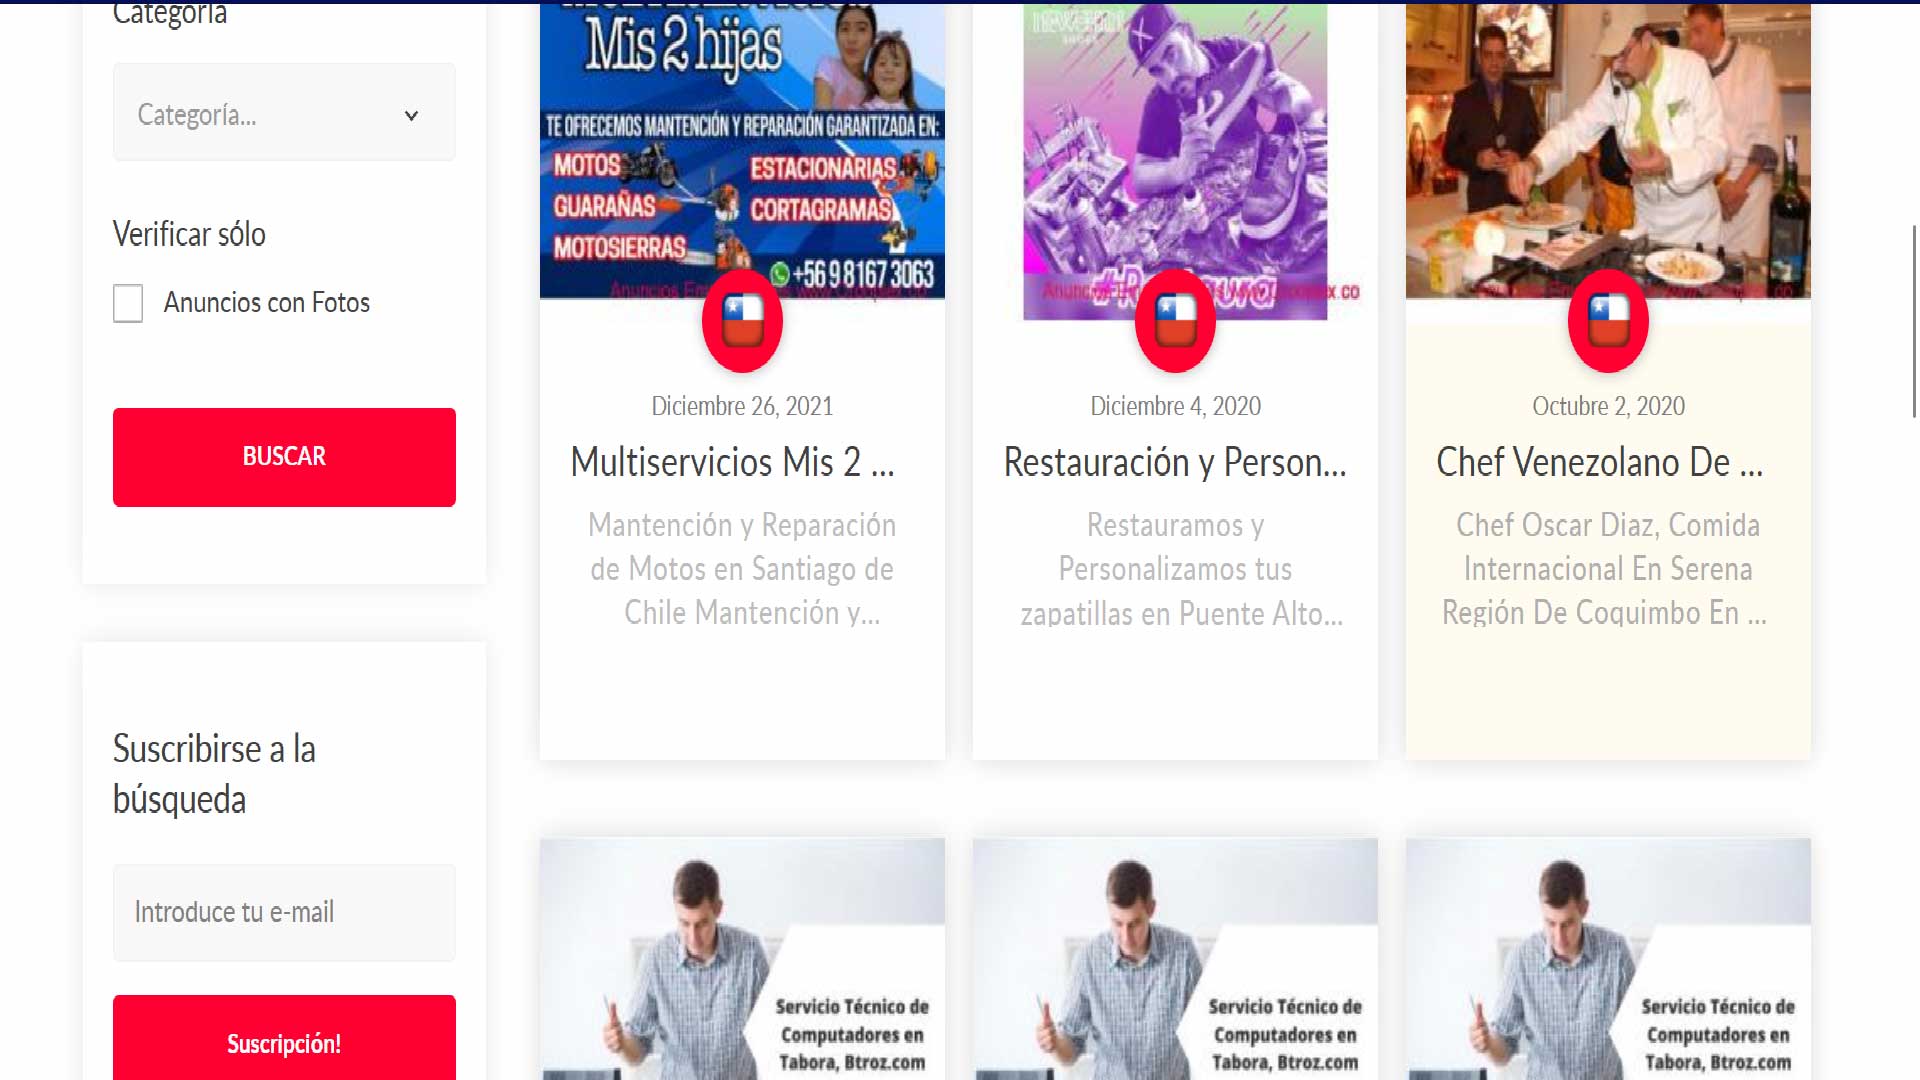 Categoría
Categoría...
Verificar sólo
Anuncios con Fotos
BUSCAR
Suscribirse a la
búsqueda
Introduce tu e-mail
Suscripción!
Mis 2 hijas
TE OFRECEMOS MANTENCIÓN Y REPARACIÓN GARANTIZADA EN:
MOTOS
ESTACIONARIAS
GUARAÑAS
CORTAGRAMAS
MOTOSIERRAS
+56 9 8167 3063
Anuncios
Diciembre 26, 2021
Multiservicios Mis 2 ...
Mantención y Reparación
de Motos en Santiago de
Chile Mantención y...
Diciembre 4, 2020
Restauración y Person...
Restauramos y
Personalizamos tus
zapatillas en Puente Alto...
Octubre 2, 2020
Chef Venezolano De ...
Chef Oscar Diaz, Comida
Internacional En Serena
Región De Coquimbo En ...
Servicio Técnico de
Computadores en
Tabora, Btroz.com
Servicio Técnico de
Computadores en
Tabora, Btroz.com
Servicio Técnico de
Computadores en
Tabora, Btroz.com